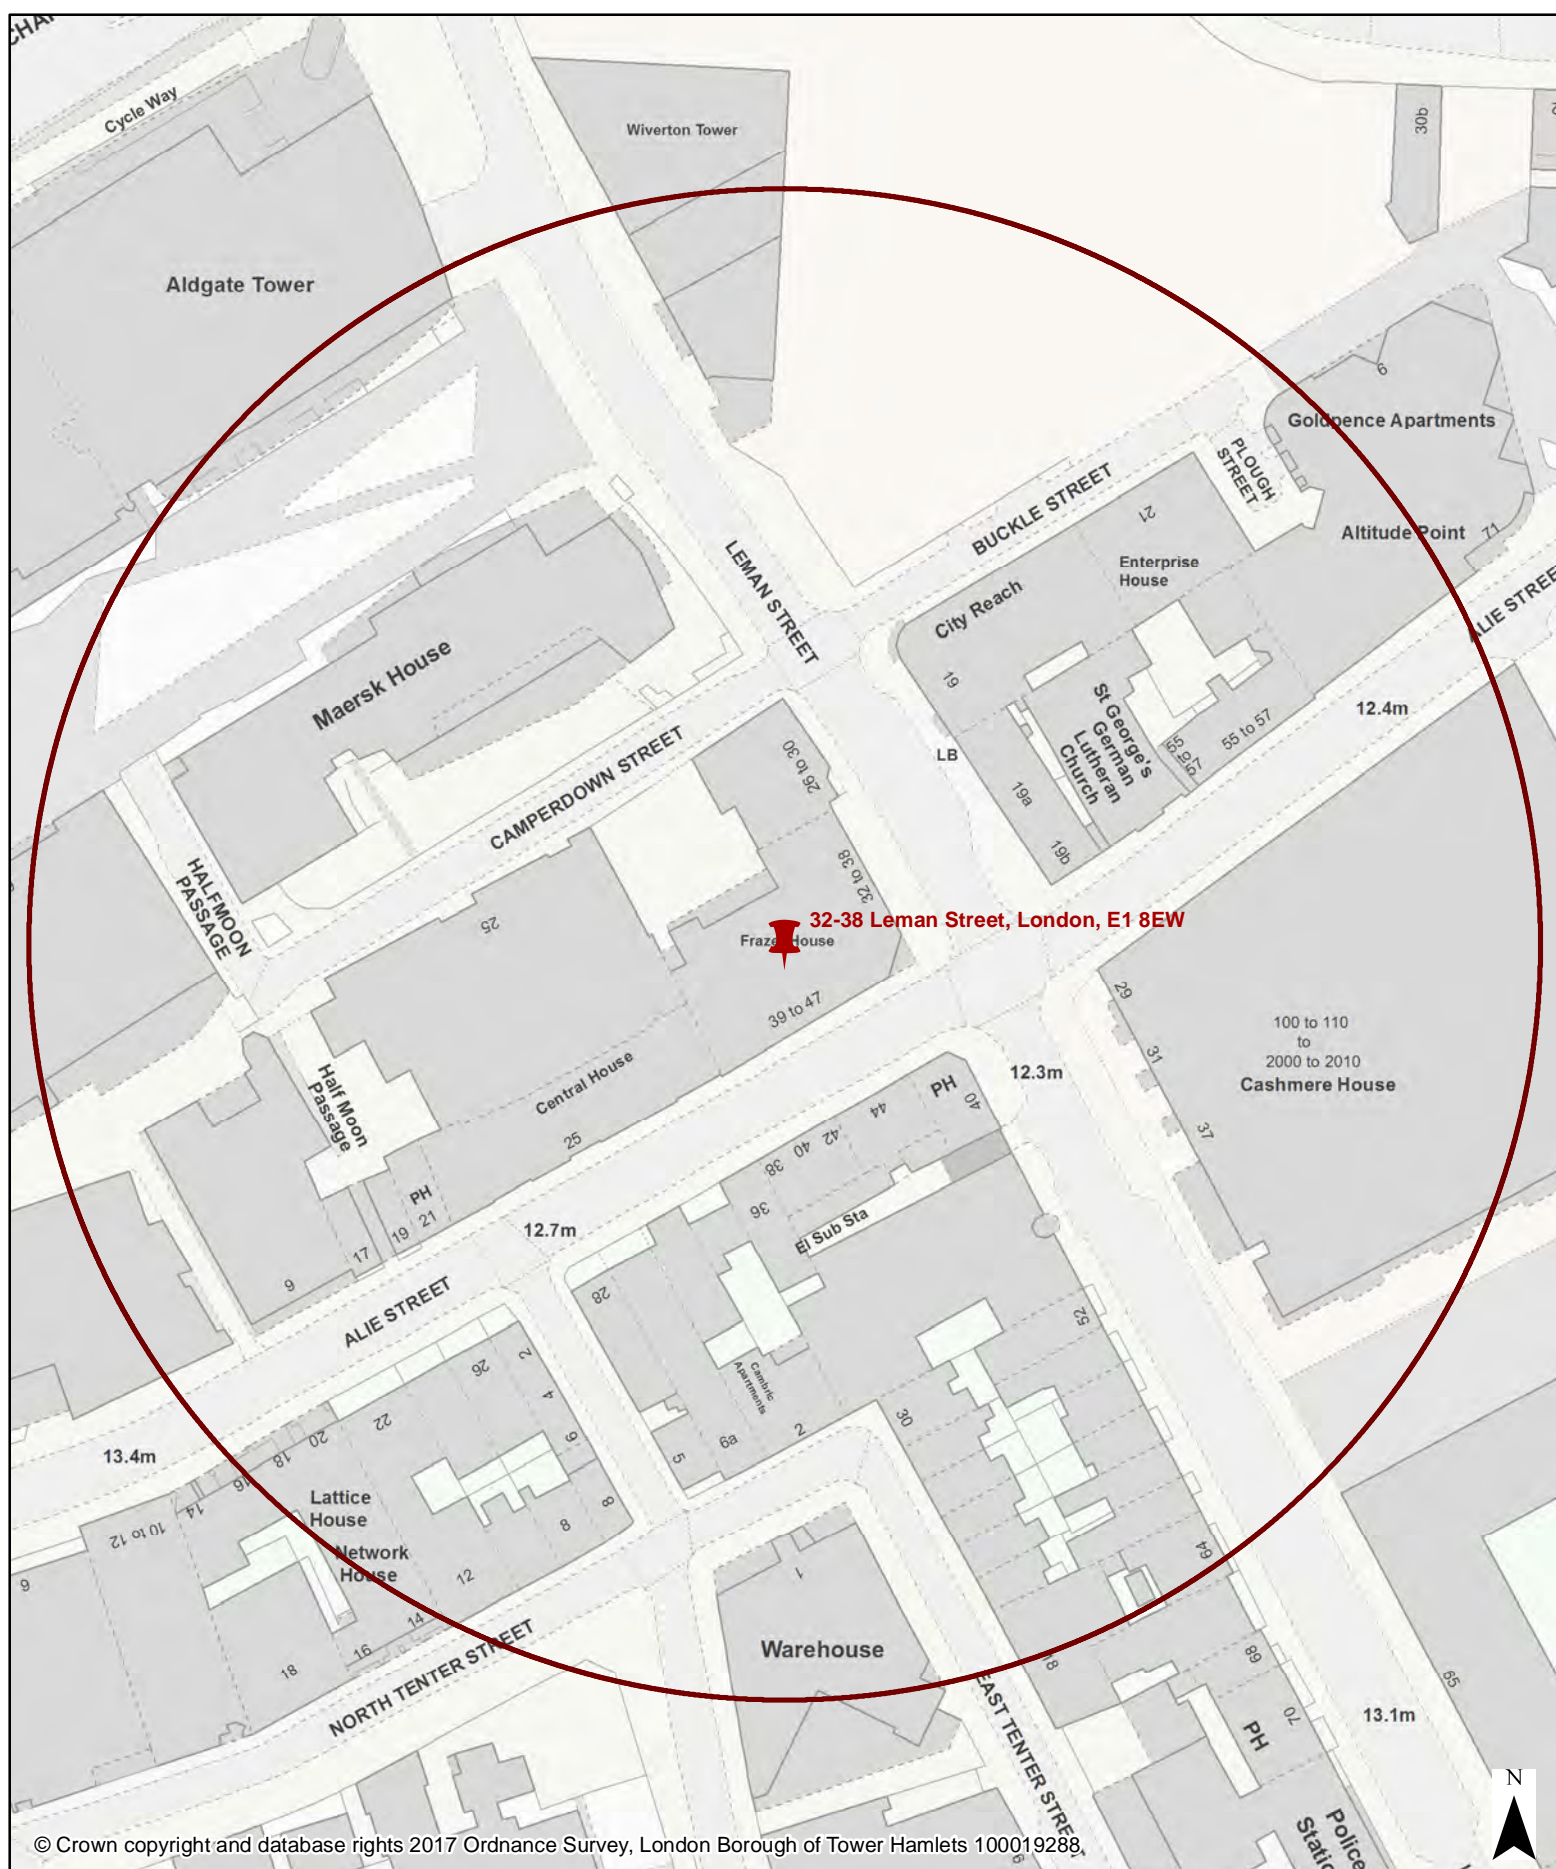 Cycle Way
Wiverton Tower
30b
Aldgate Tower
6
Goldpence Apartments
PLOUGH
STREET
BUCKLE STREET
21
Altitude Point
71
Enterprise
House
LEMAN STREET
City Reach
ALIE STREET
Maersk House
19
St George's
German
Lutheran
Church
12.4m
55 to 57
55
to
57
LB
26 to 30
CAMPERDOWN STREET
19a
19b
32 to 38
HALFMOON
PASSAGE
25
32-38 Leman Street, London, E1 8EW
39 to 47
29
31
37
100 to 110
to
2000 to 2010
Cashmere House
12.3m
Central House
Half Moon
Passage
PH
40
44
42
40
38
36
25
PH
21
19
17
6
12.7m
El Sub Sta
ALIE STREET
28
52
Cambric
Apartments
2
4
6
8
26
22
20
18
16
14
10 to 12
13.4m
30
2
6a
5
Lattice
House
Network
House
8
12
14
16
18
6
1
64
Warehouse
NORTH TENTER STREET
18
68
70
65
13.1m
PH
EAST TENTER STREET
Police
N
© Crown copyright and database rights 2017 Ordnance Survey, London Borough of Tower Hamlets 100019288